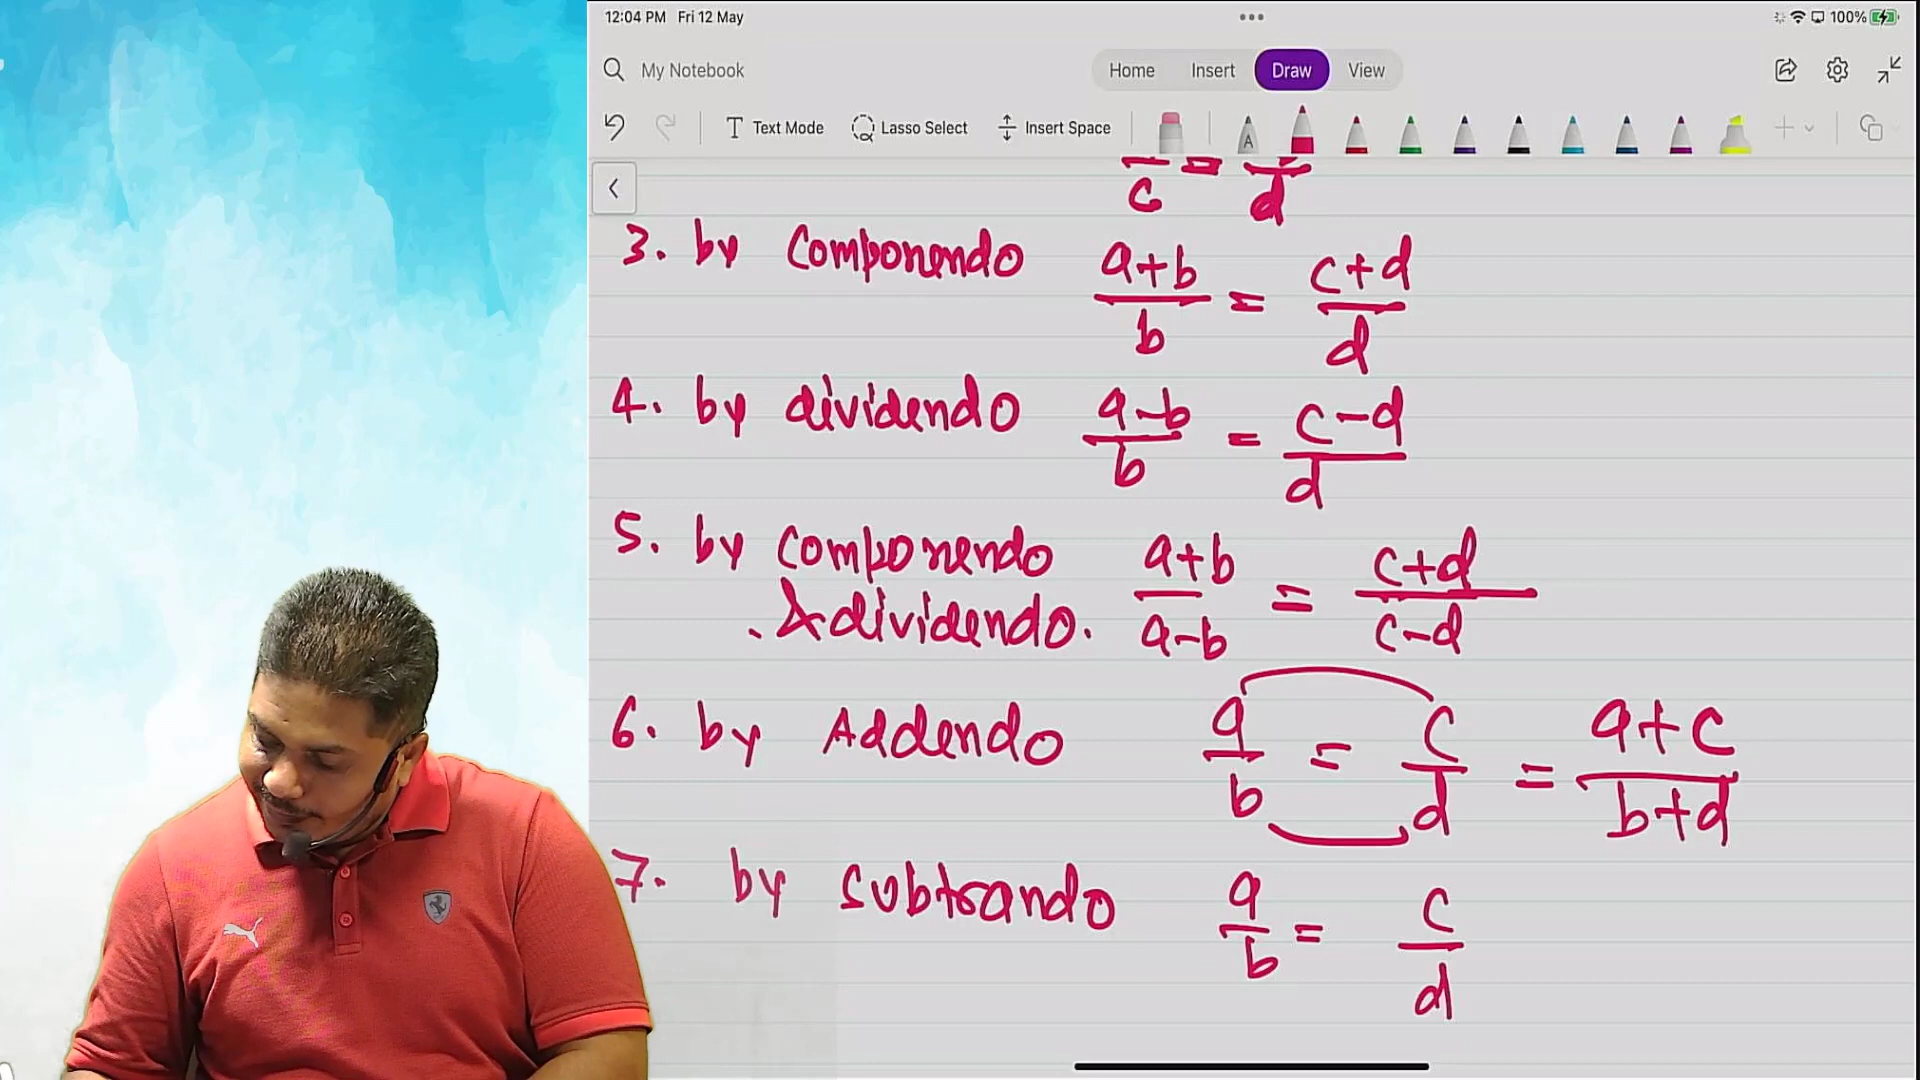 12:04 PM Fri 12 May
100%
My Notebook
Home Insert Draw View
Text Mode Lasso Select Insert Space
A
/c = /d
3. by Componendo (a+b)/b = (c+d)/d
4. by dividendo (a-b)/b = (c-d)/d
5. by Componendo & dividendo. (a+b)/(a-b) = (c+d)/(c-d)
6. by Addendo a/b = c/d = (a+c)/(b+d)
7. by Subtrando a/b = c/d